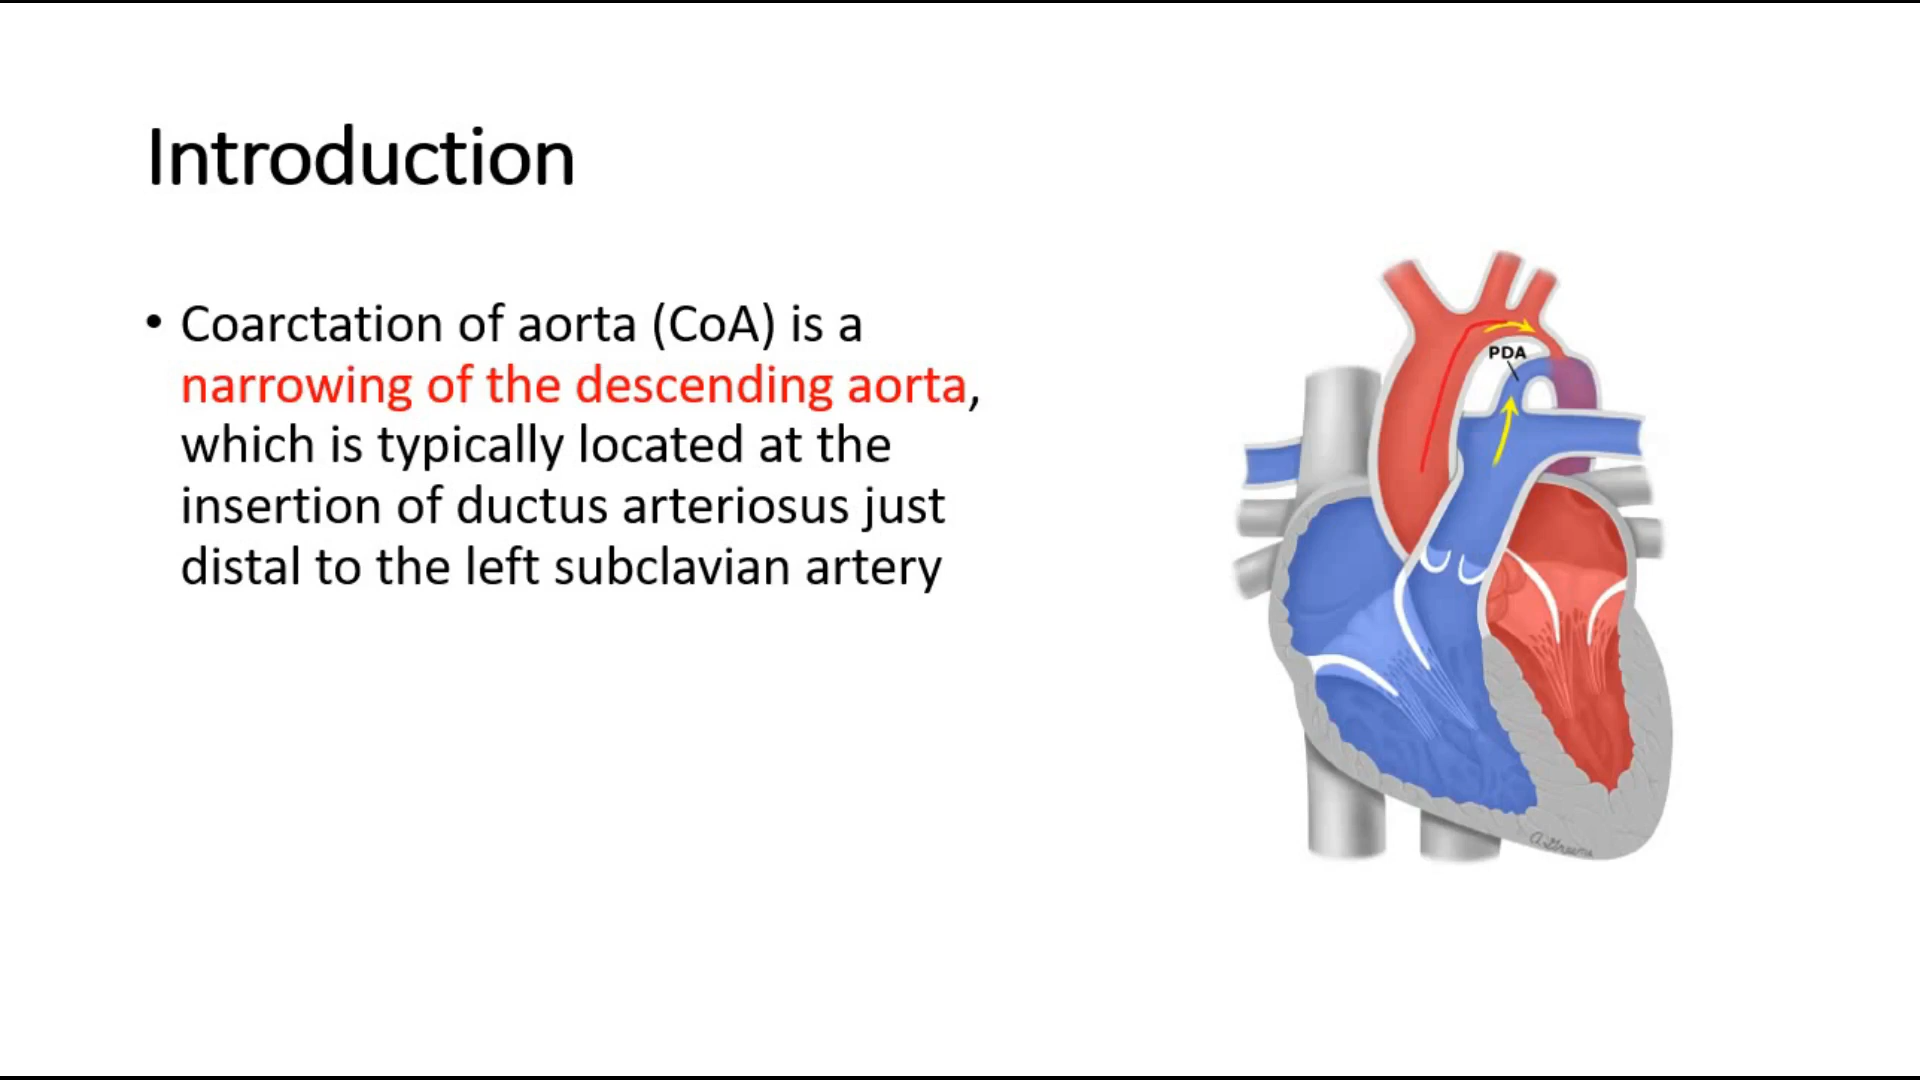 Introduction
• Coarctation of aorta (CoA) is a
narrowing of the descending aorta,
which is typically located at the
insertion of ductus arteriosus just
distal to the left subclavian artery
PDA